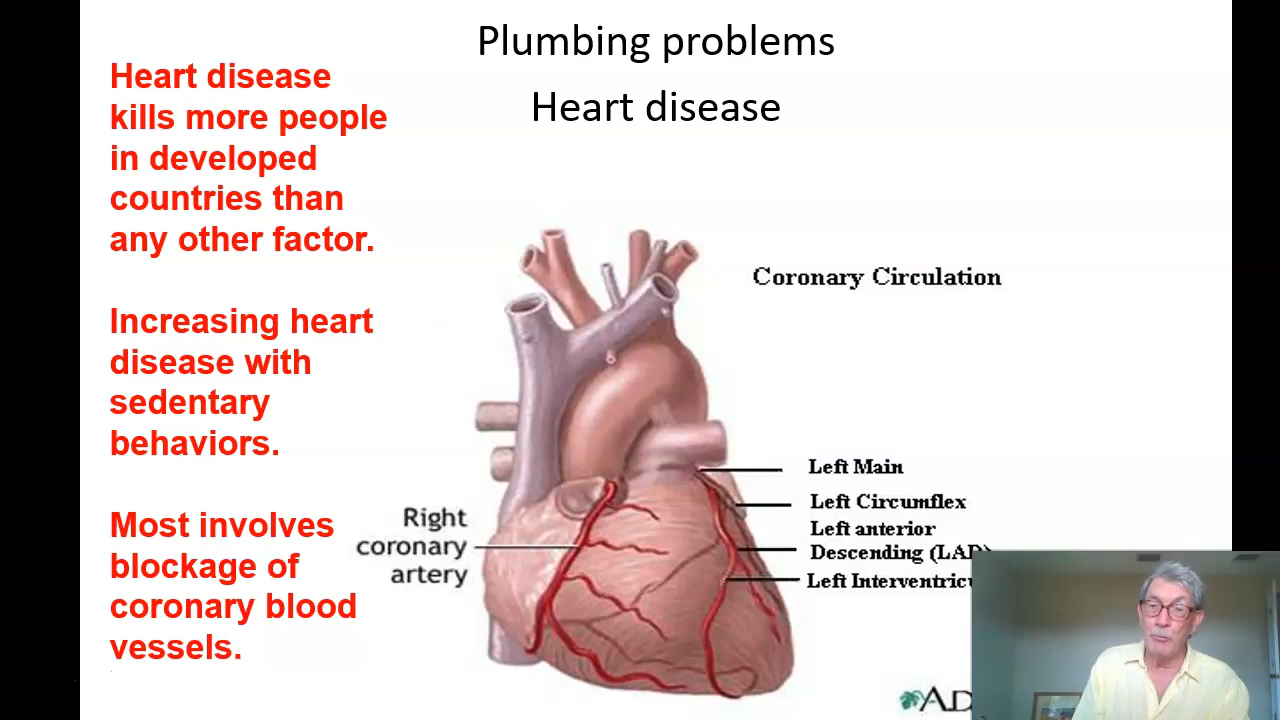 Plumbing problems
Heart disease
Heart disease
kills more people
in developed
countries than
any other factor.
Increasing heart
disease with
sedentary
behaviors.
Most involves
blockage of
coronary blood
vessels.
Coronary Circulation
Left Main
Left Circumflex
Left anterior
Descending (LAD)
Left
Right
coronary
artery